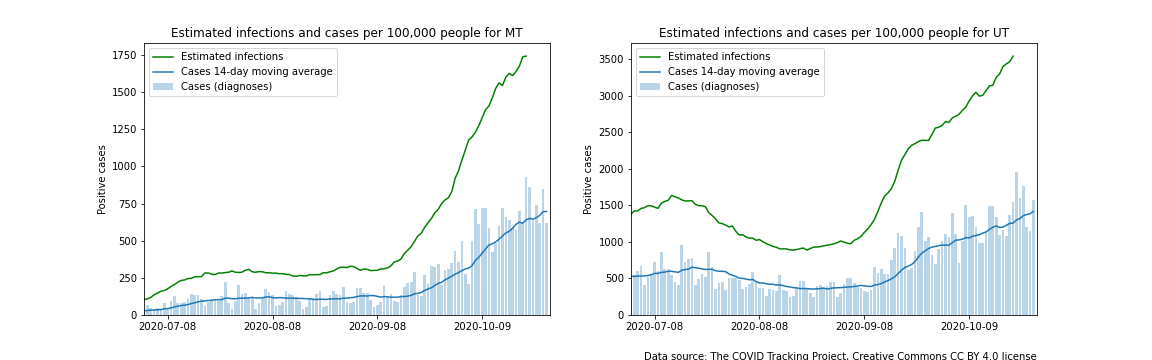 Estimated infections and cases per 100,000 people for MT
Estimated infections
Cases 14-day moving average
Cases (diagnoses)
Positive cases
1750
1500
1250
1000
750
500
250
0
2020-07-08
2020-08-08
2020-09-08
2020-10-09
Estimated infections and cases per 100,000 people for UT
Estimated infections
Cases 14-day moving average
Cases (diagnoses)
Positive cases
3500
3000
2500
2000
1500
1000
500
0
2020-07-08
2020-08-08
2020-09-08
2020-10-09
Data source: The COVID Tracking Project, Creative Commons CC BY 4.0 license